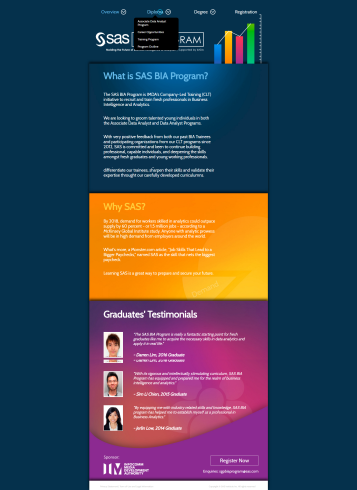 Overview
Diploma
Degree
Registration
Associate Data Analyst
Program
Career Opportunities
Training Program
Program Outline
sas
GRAM
What is SAS BIA Program?
The SAS BIA Program is IMDA's Company-Led Training (CLT)
initiative to recruit and train fresh professionals in Business
Intelligence and Analytics
We are looking to groom talented young individuals in both
the Associate Data Analyst and Data Analyst Programs.
With very positive feedback from both our past BIA Trainees
and participating organisations from our CLT programs since
2013, SAS is committed and keen to continue building
professional, capable individuals, and deepening the skills
amongst fresh graduates and young working professionals.
differentiate our trainees, sharpen their skills and validate their
expertise thought our carefully developed curriculums.
Why SAS?
By 2018, demand for workers skilled in analytics could outpace
supply by 60 percent - or 1.5 million jobs - according to a
McKinsey Global Institute study. Anyone with analytic prowess
will be in high demand from employers around the world.
What's more, a Monster.com article, "Job Skills That Lead to a
Bigger Paycheck," named SAS as the skill that nets the biggest
paycheck.
Learning SAS is a great way to prepare and secure your future.
Graduates' Testimonials
"The SAS BIA Program is really a fantastic starting point for fresh
graduates like me to acquire the necessary skills in data analytics and
apply it in real life."
- Darren Lim, 2016 Graduate
- Darren Lim, 2016 Graduate
"With its rigorous and intellectually stimulating curriculum, SAS BIA
Program has equipped and prepared me for the realm of business
intelligence and analytics"
- Sim Li Chien, 2015 Graduate
"By equipping me with industry-related skills and knowledge, SAS BIA
program has helped me to establish myself as a professional in
Business Analytics."
- Jerlin Low, 2014 Graduate
Sponsor:
INFOCOMM
MEDIA
DEVELOPMENT
AUTHORITY
Register Now